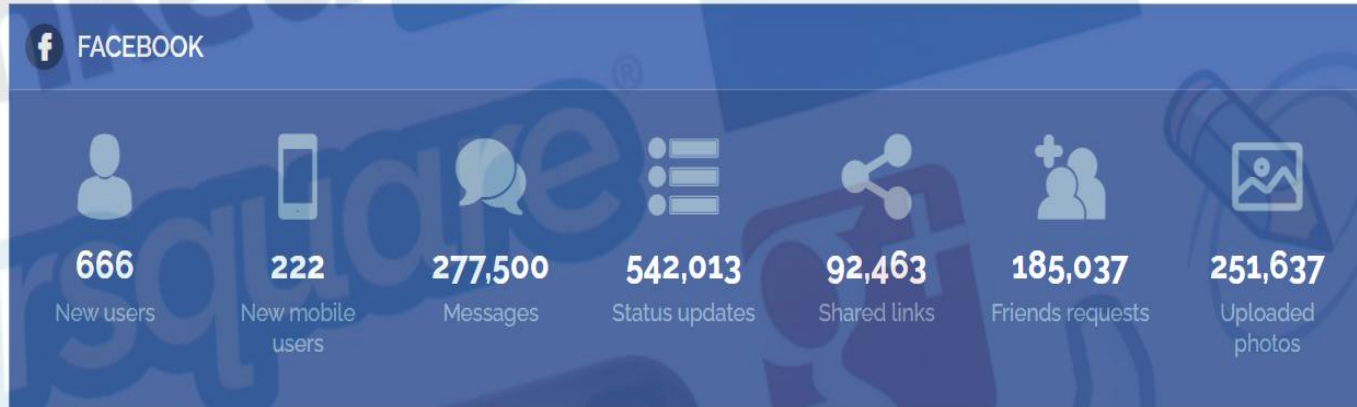 f FACEBOOK
666
New users
222
New mobile
users
277,500
Messages
542,013
Status updates
92,463
Shared links
185,037
Friends requests
251,637
Uploaded
photos
rsquare®
g+